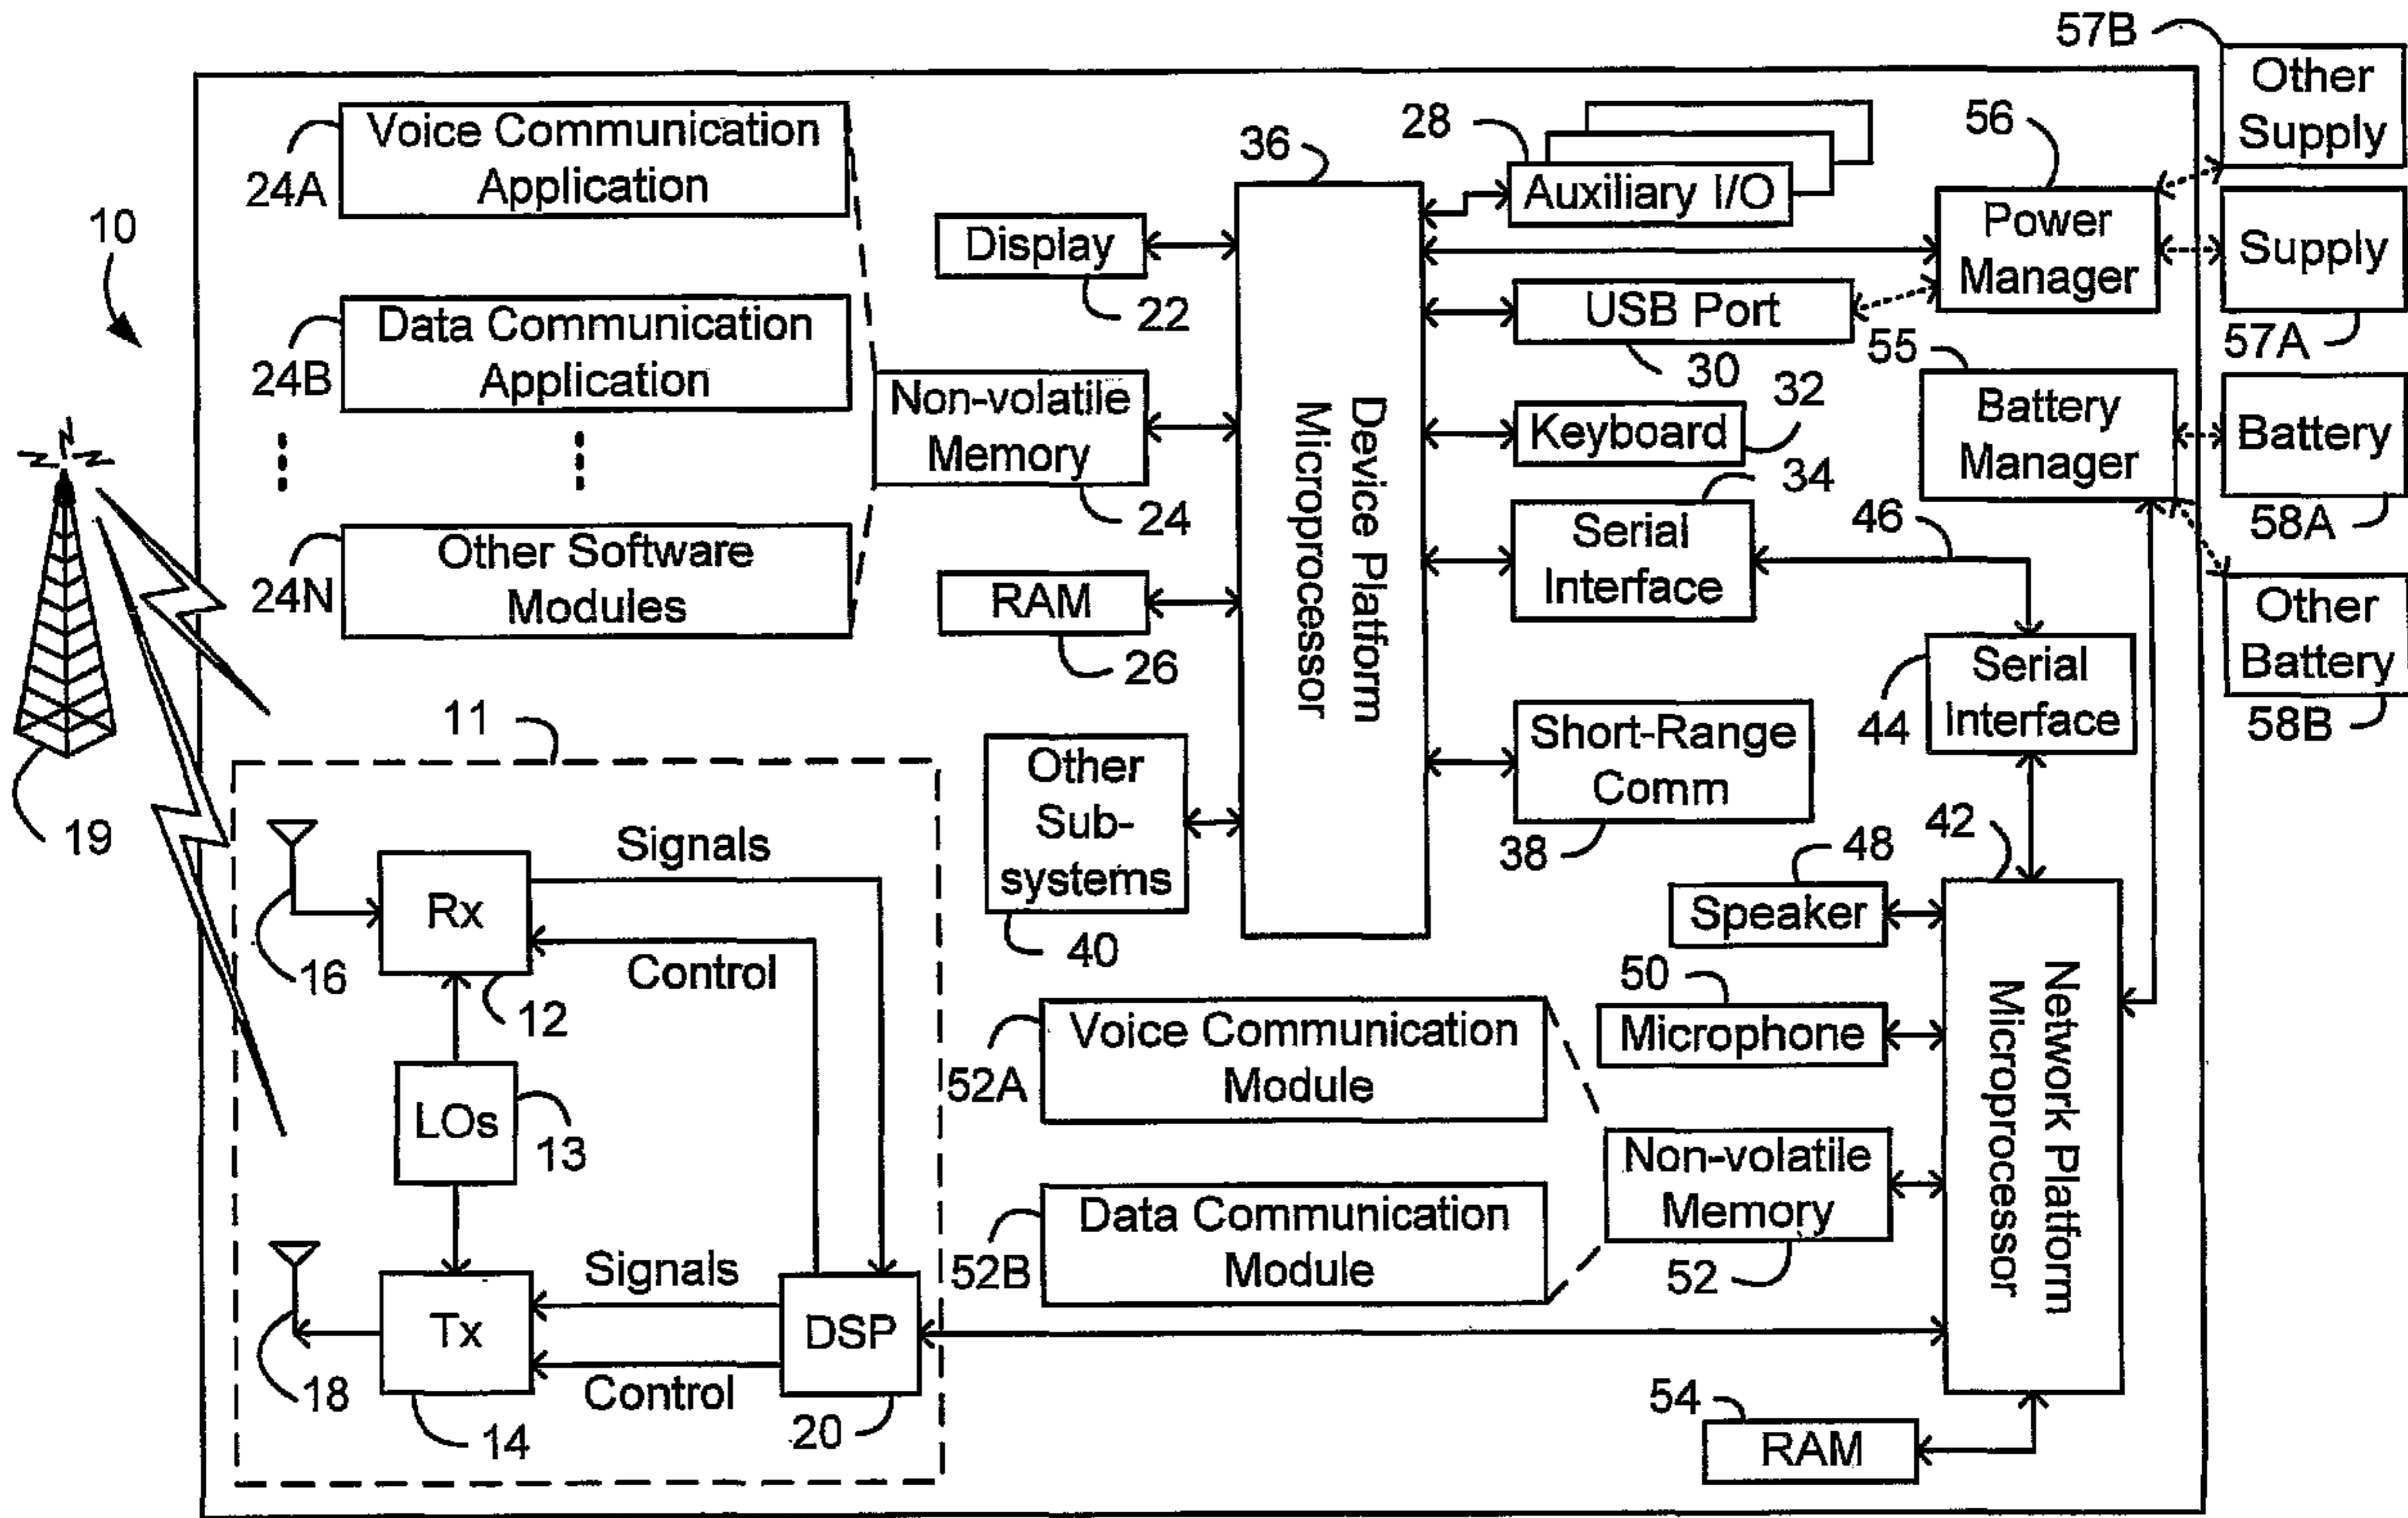 57B
Other
Supply
Voice Communication
Application
24A
28
Auxiliary I/O
36
56
Power
Manager
Supply
57A
10
Display
22
Data Communication
Application
24B
USB Port
30
55
Battery
Manager
Battery
58A
Non-volatile
Memory
24
Device Platform
Microprocessor
Keyboard
32
34
Serial
Interface
46
Other Software
Modules
24N
RAM
26
Other
Battery
58B
Serial
Interface
44
11
Other
Sub-
systems
40
Short-Range
Comm
38
42
19
Signals
Rx
16
Control
12
48
Speaker
50
Microphone
Network Platform
Microprocessor
Voice Communication
Module
52A
LOs
13
Non-volatile
Memory
52
Data Communication
Module
52B
Signals
Tx
18
Control
14
DSP
20
54
RAM